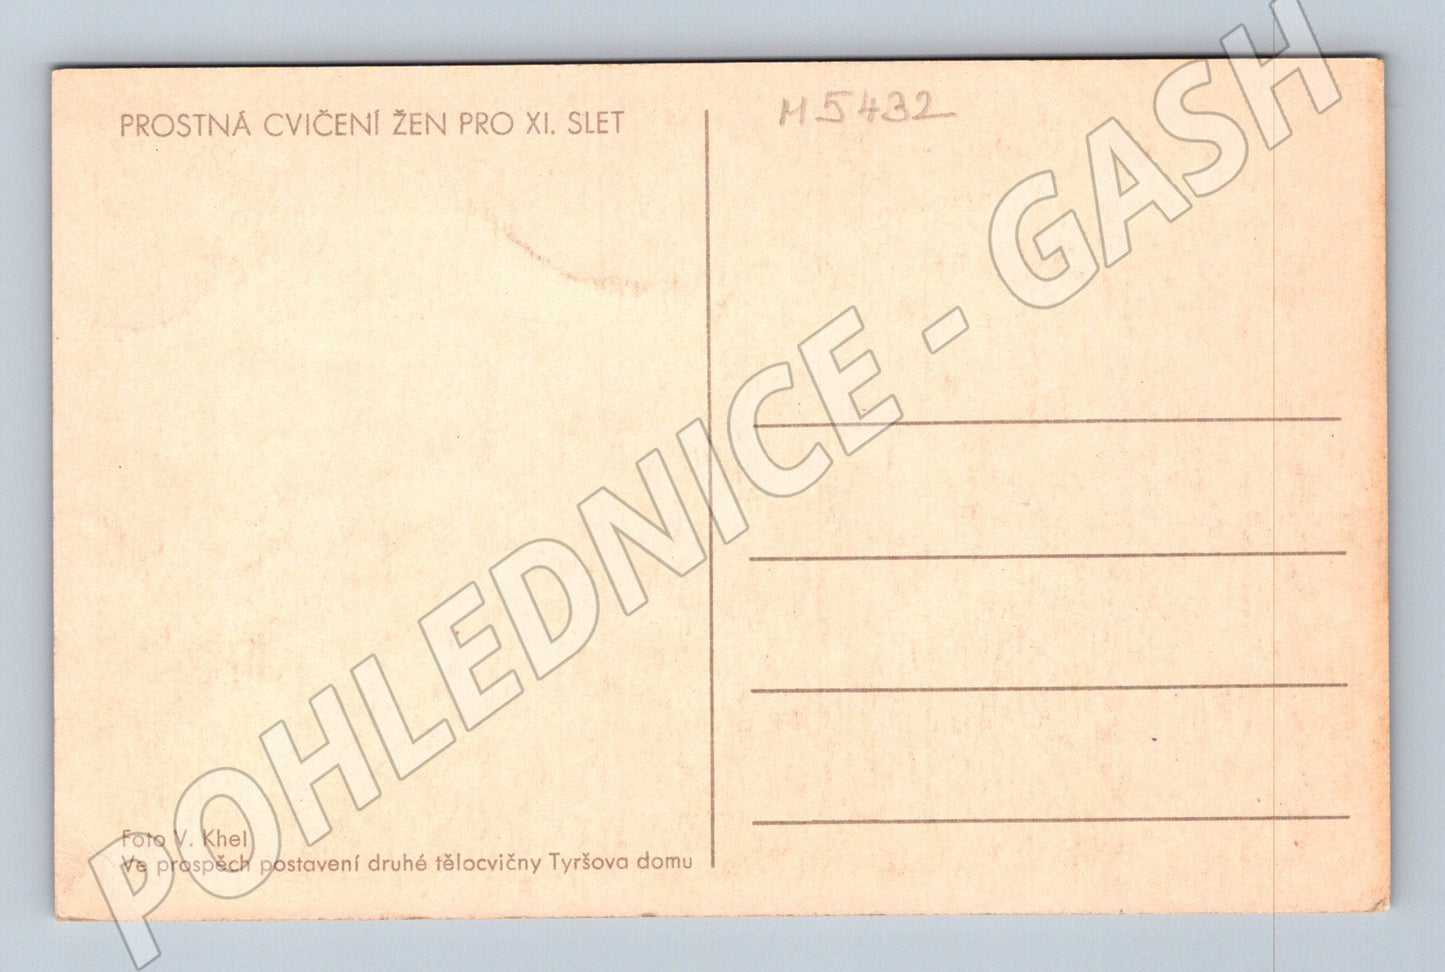 PROSTNÁ CVIČENÍ ŽEN PRO XI. SLET
M5432
POHLEDNICE - GASH
Foto V. Khel
Ve prospěch postavení druhé tělocvičny Tyršova domu